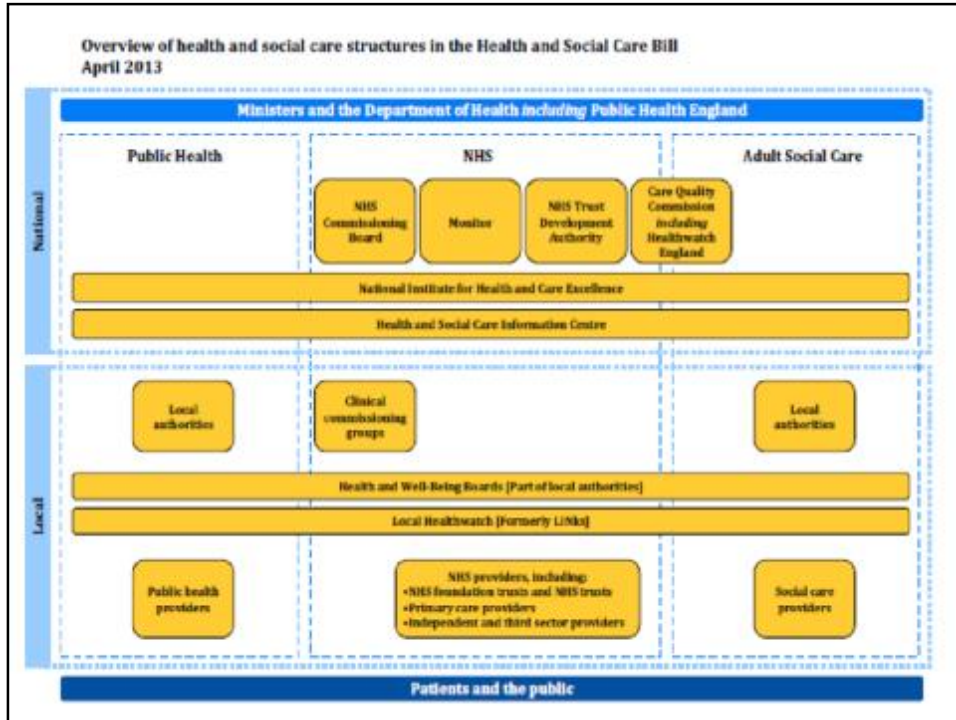 Overview of health and social care structures in the Health and Social Care Bill
April 2013
Ministers and the Department of Health including Public Health England
National
Public Health
NHS
Adult Social Care
NHS
Commissioning
Board
Monitor
NHS Trust
Development
Authority
Care Quality
Commission
including
Healthwatch
England
National Institute for Health and Care Excellence
Health and Social Care Information Centre
Local
Local
authorities
Clinical
commissioning
groups
Local
authorities
Health and Well-Being Boards [Part of local authorities]
Local Healthwatch [Formerly LINks]
Public health
providers
NHS providers, including:
•NHS foundation trusts and NHS trusts
•Primary care providers
•Independent and third sector providers
Social care
providers
Patients and the public